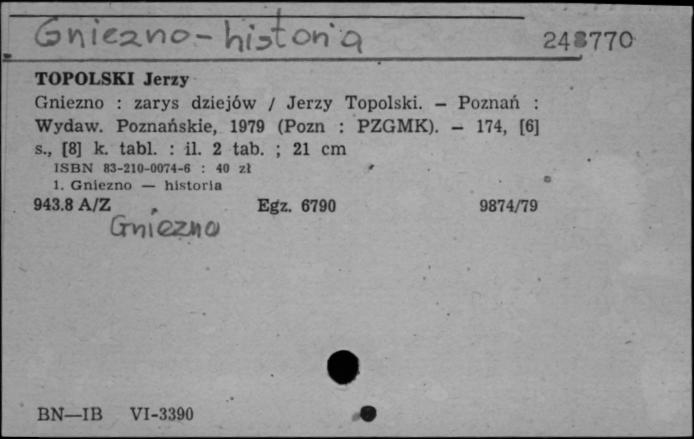 Gniezno - historia 248770
TOPOLSKI Jerzy
Gniezno : zarys dziejów / Jerzy Topolski. — Poznań :
Wydaw. Poznańskie, 1979 (Pozn : PZGMK). — 174, [6]
s., [8] k. tabl. : il. 2 tab. ; 21 cm
ISBN 83-210-0074-6 : 40 zł
1. Gniezno — historia
943.8 A/Z Egz. 6790 9874/79
Gniezno
BN—IB VI-3390